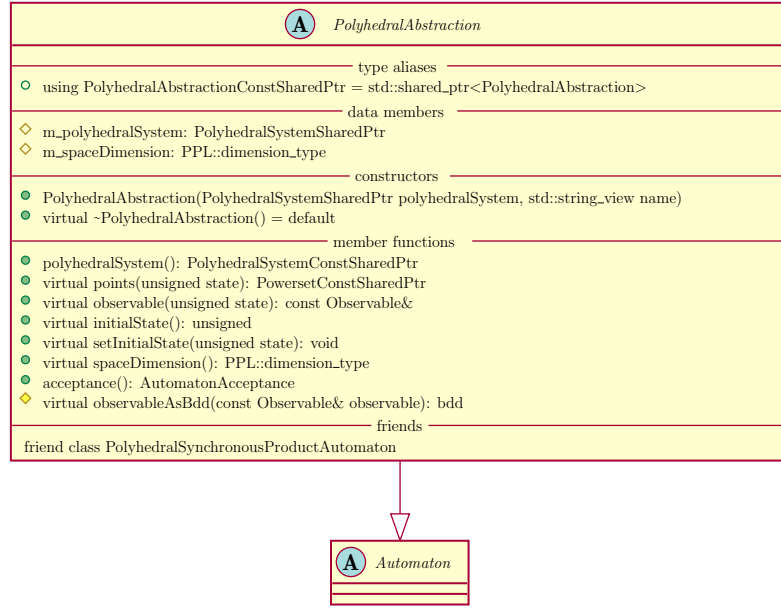 A PolyhedralAbstraction
type aliases
using PolyhedralAbstractionConstSharedPtr = std::shared_ptr<PolyhedralAbstraction>
data members
m_polyhedralSystem: PolyhedralSystemSharedPtr
m_spaceDimension: PPL::dimension_type
constructors
PolyhedralAbstraction(PolyhedralSystemSharedPtr polyhedralSystem, std::string_view name)
virtual ~PolyhedralAbstraction() = default
member functions
polyhedralSystem(): PolyhedralSystemConstSharedPtr
virtual points(unsigned state): PowersetConstSharedPtr
virtual observable(unsigned state): const Observable&
virtual initialState(): unsigned
virtual setInitialState(unsigned state): void
virtual spaceDimension(): PPL::dimension_type
acceptance(): AutomatonAcceptance
virtual observableAsBdd(const Observable& observable): bdd
friends
friend class PolyhedralSynchronousProductAutomaton
A Automaton